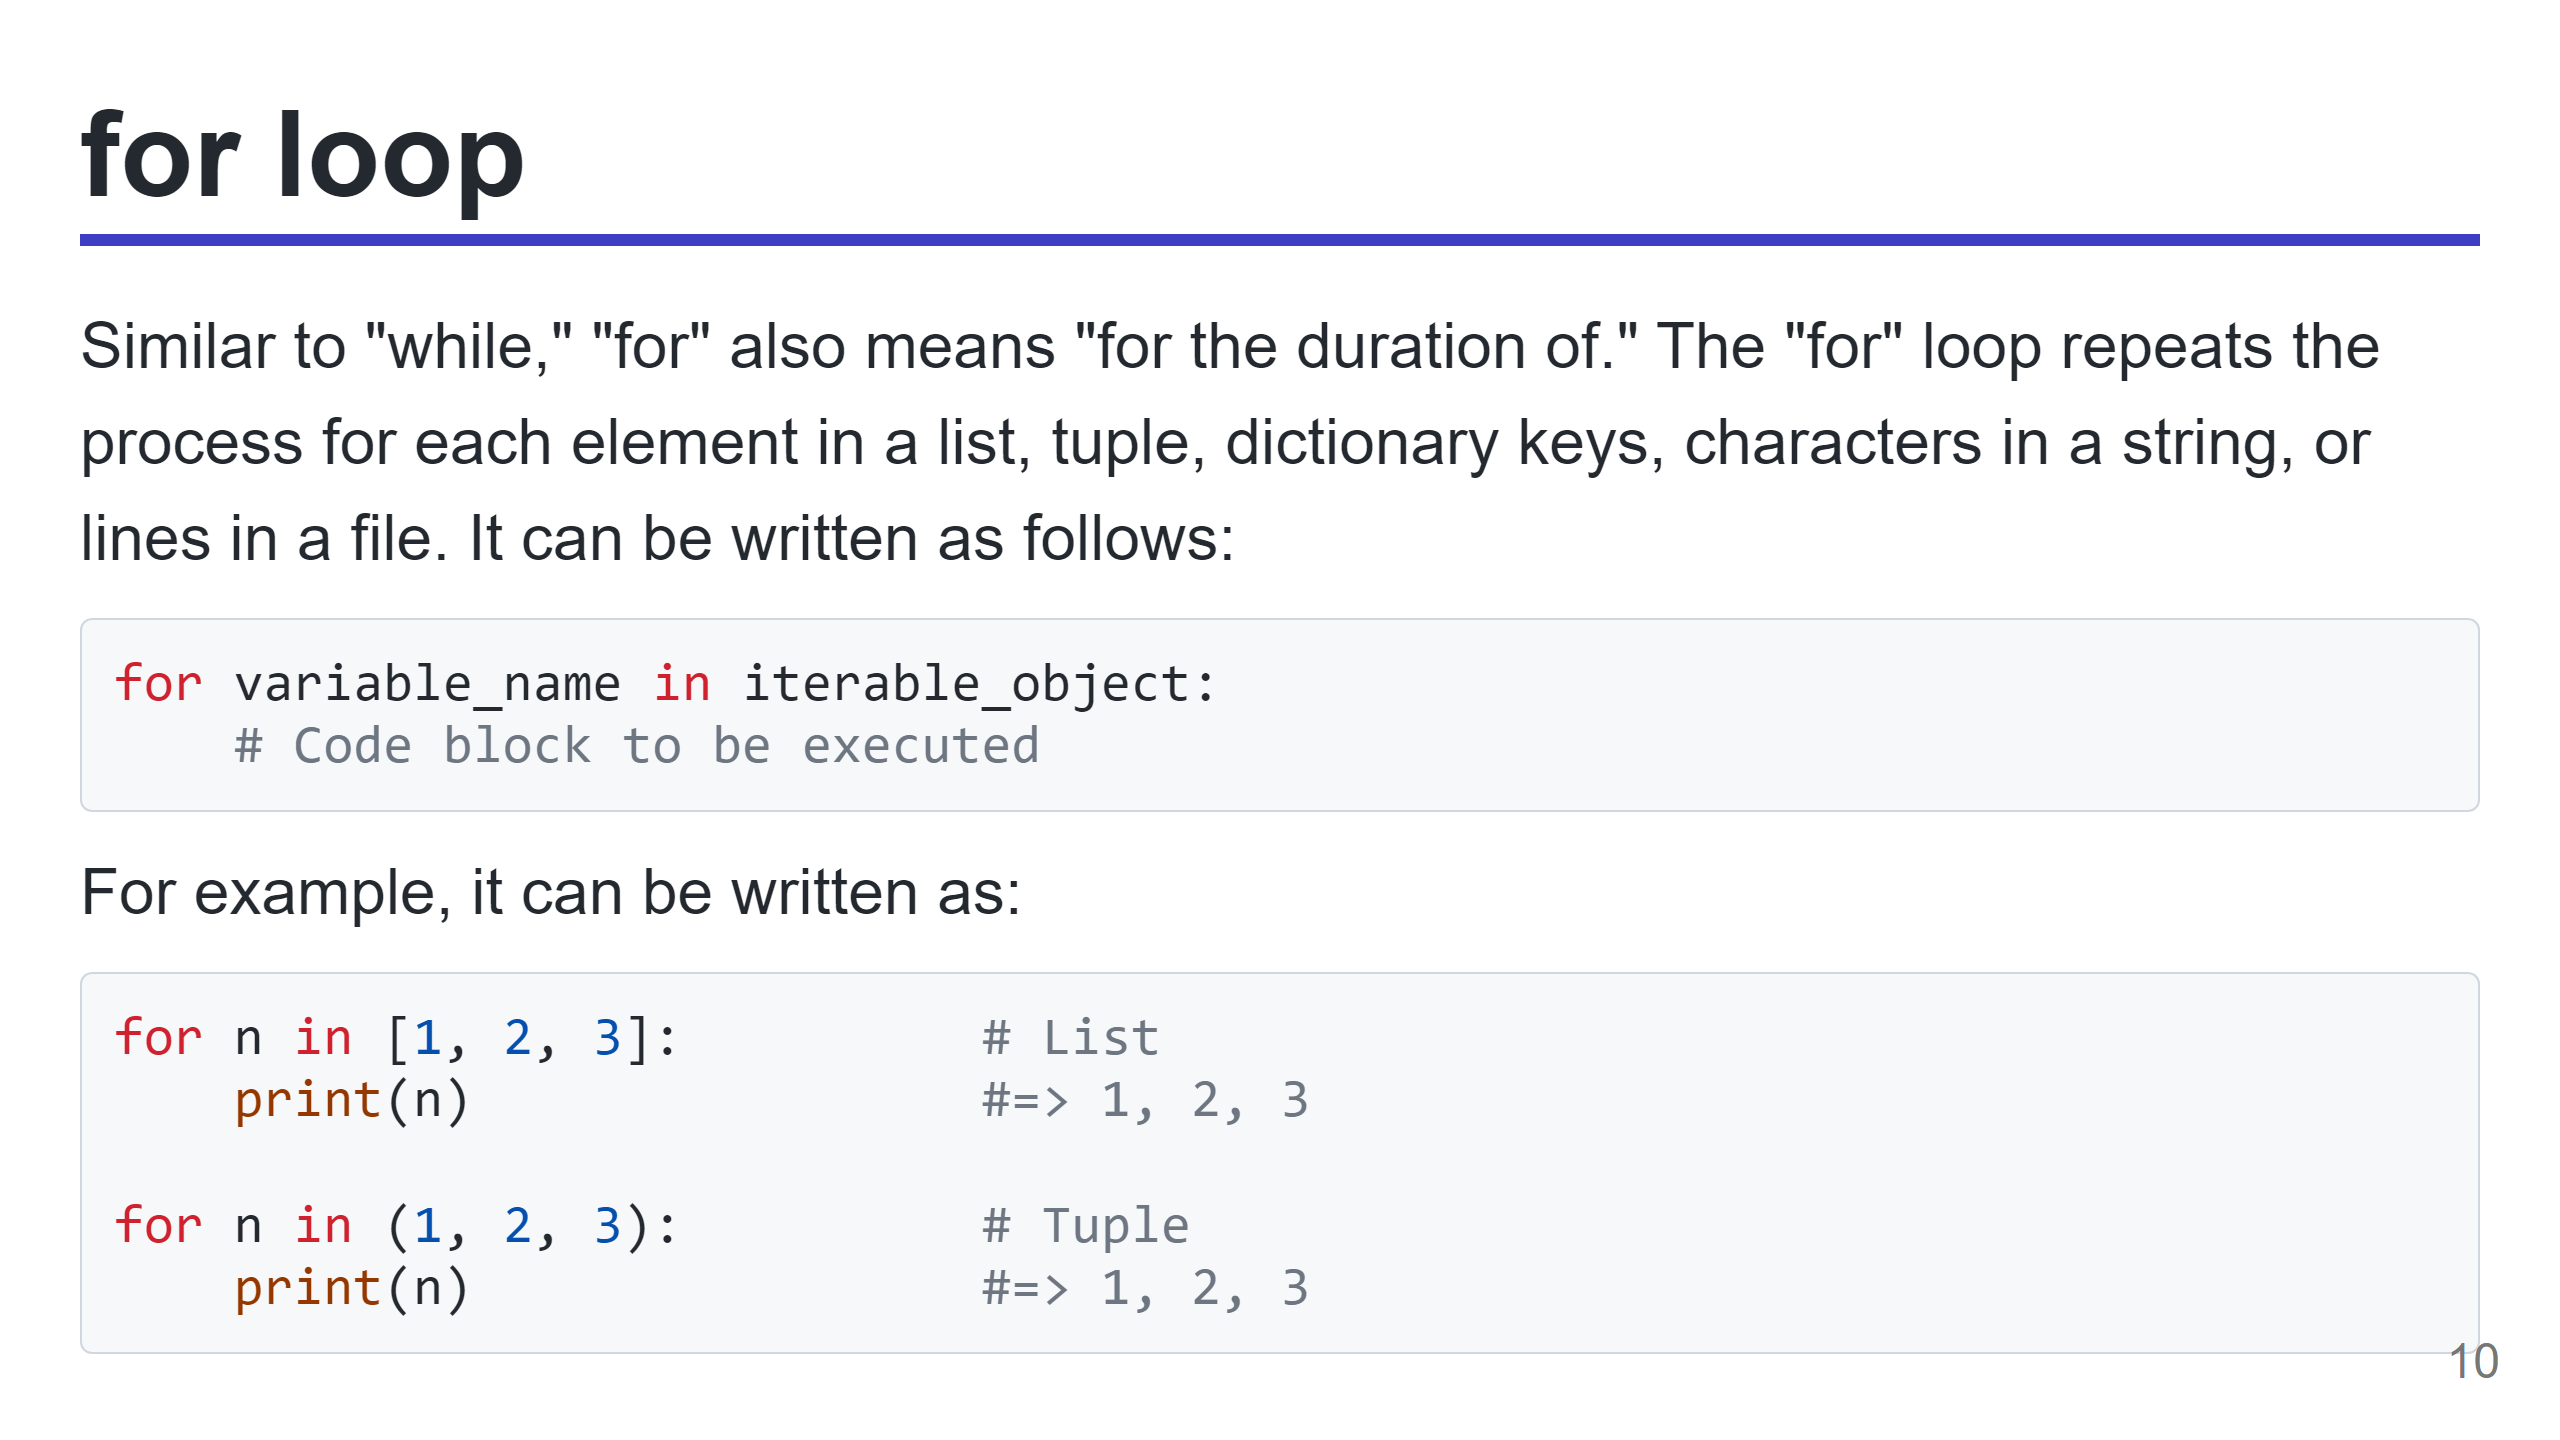 for loop
Similar to "while," "for" also means "for the duration of." The "for" loop repeats the
process for each element in a list, tuple, dictionary keys, characters in a string, or
lines in a file. It can be written as follows:
for variable_name in iterable_object:
    # Code block to be executed
For example, it can be written as:
for n in [1, 2, 3]:          # List
    print(n)                 #=> 1, 2, 3
for n in (1, 2, 3):          # Tuple
    print(n)                 #=> 1, 2, 3
10